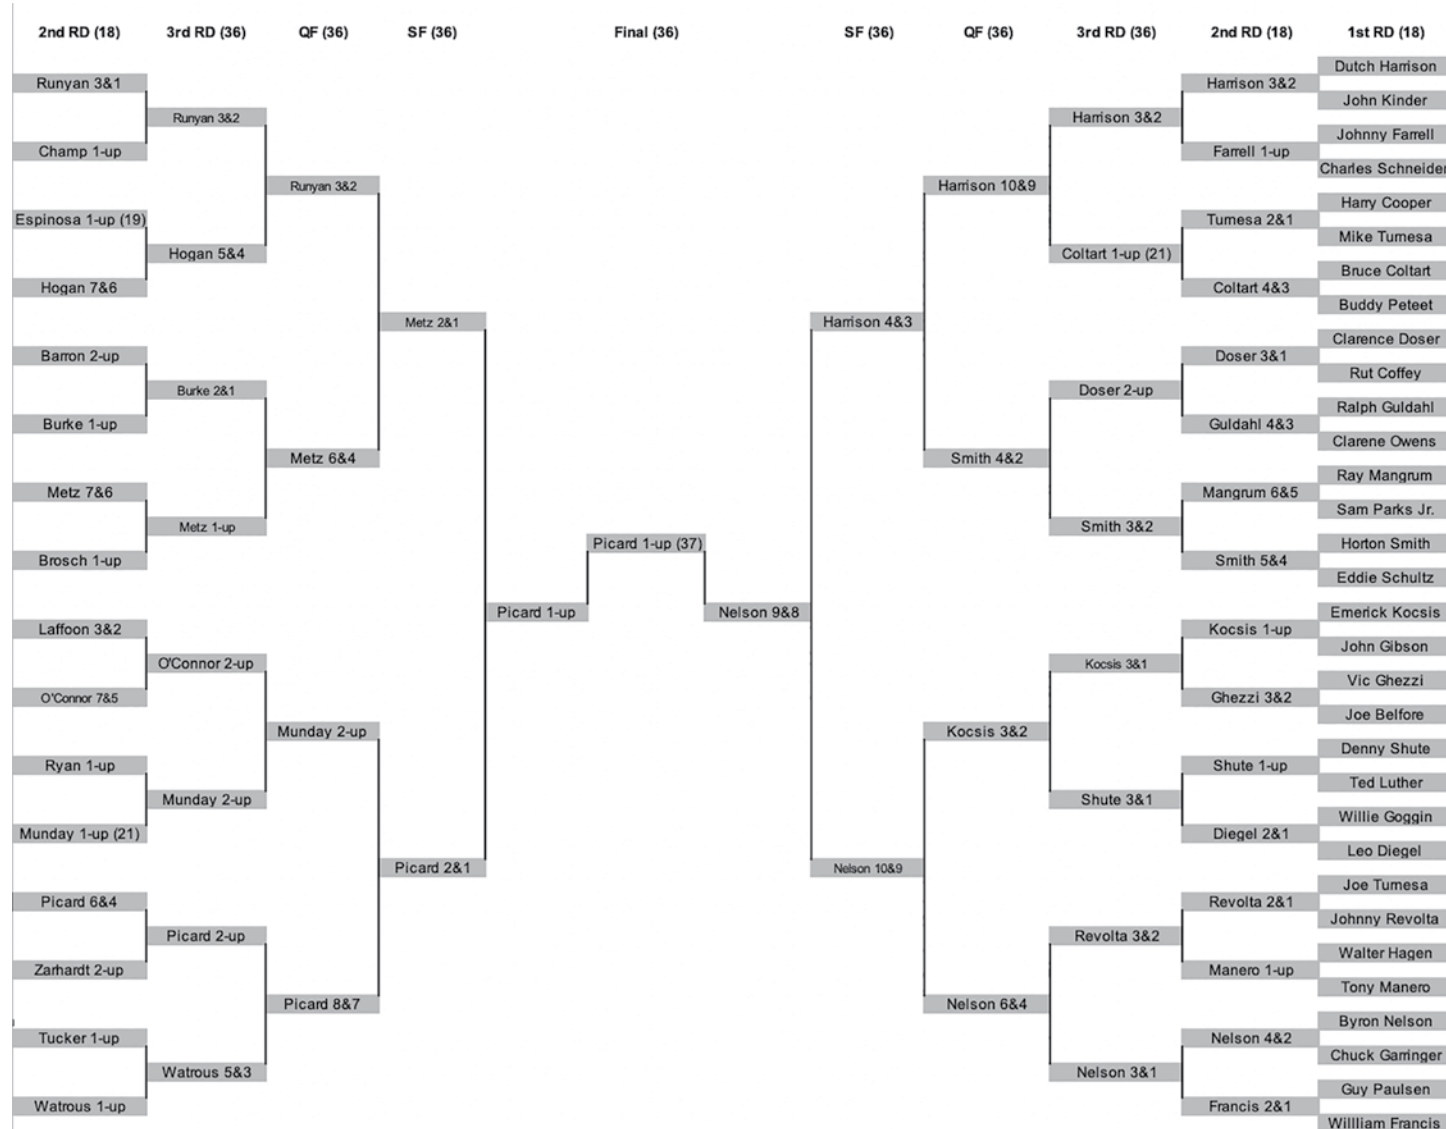 2nd RD (18)
3rd RD (36)
QF (36)
SF (36)
Final (36)
SF (36)
QF (36)
3rd RD (36)
2nd RD (18)
1st RD (18)
Runyan 3&1
Champ 1-up
Espinosa 1-up (19)
Hogan 7&6
Barron 2-up
Burke 1-up
Metz 7&6
Brosch 1-up
Laffoon 3&2
O'Connor 7&5
Ryan 1-up
Munday 1-up (21)
Picard 6&4
Zarhardt 2-up
Tucker 1-up
Watrous 1-up
Runyan 3&2
Hogan 5&4
Burke 2&1
Metz 1-up
O'Connor 2-up
Munday 2-up
Picard 2-up
Watrous 5&3
Runyan 3&2
Metz 6&4
Munday 2-up
Picard 8&7
Metz 2&1
Picard 2&1
Picard 1-up
Picard 1-up (37)
Nelson 9&8
Harrison 4&3
Nelson 10&9
Harrison 10&9
Smith 4&2
Kocsis 3&2
Nelson 6&4
Harrison 3&2
Coltart 1-up (21)
Doser 2-up
Smith 3&2
Kocsis 3&1
Shute 3&1
Revolta 3&2
Nelson 3&1
Harrison 3&2
Farrell 1-up
Turnesa 2&1
Coltart 4&3
Doser 3&1
Guldahl 4&3
Mangrum 6&5
Smith 5&4
Kocsis 1-up
Ghezzi 3&2
Shute 1-up
Diegel 2&1
Revolta 2&1
Manero 1-up
Nelson 4&2
Francis 2&1
Dutch Harrison
John Kinder
Johnny Farrell
Charles Schneider
Harry Cooper
Mike Turnesa
Bruce Coltart
Buddy Peteet
Clarence Doser
Rut Coffey
Ralph Guldahl
Clarene Owens
Ray Mangrum
Sam Parks Jr.
Horton Smith
Eddie Schultz
Emerick Kocsis
John Gibson
Vic Ghezzi
Joe Belfore
Denny Shute
Ted Luther
Willie Goggin
Leo Diegel
Joe Turnesa
Johnny Revolta
Walter Hagen
Tony Manero
Byron Nelson
Chuck Garringer
Guy Paulsen
Willliam Francis